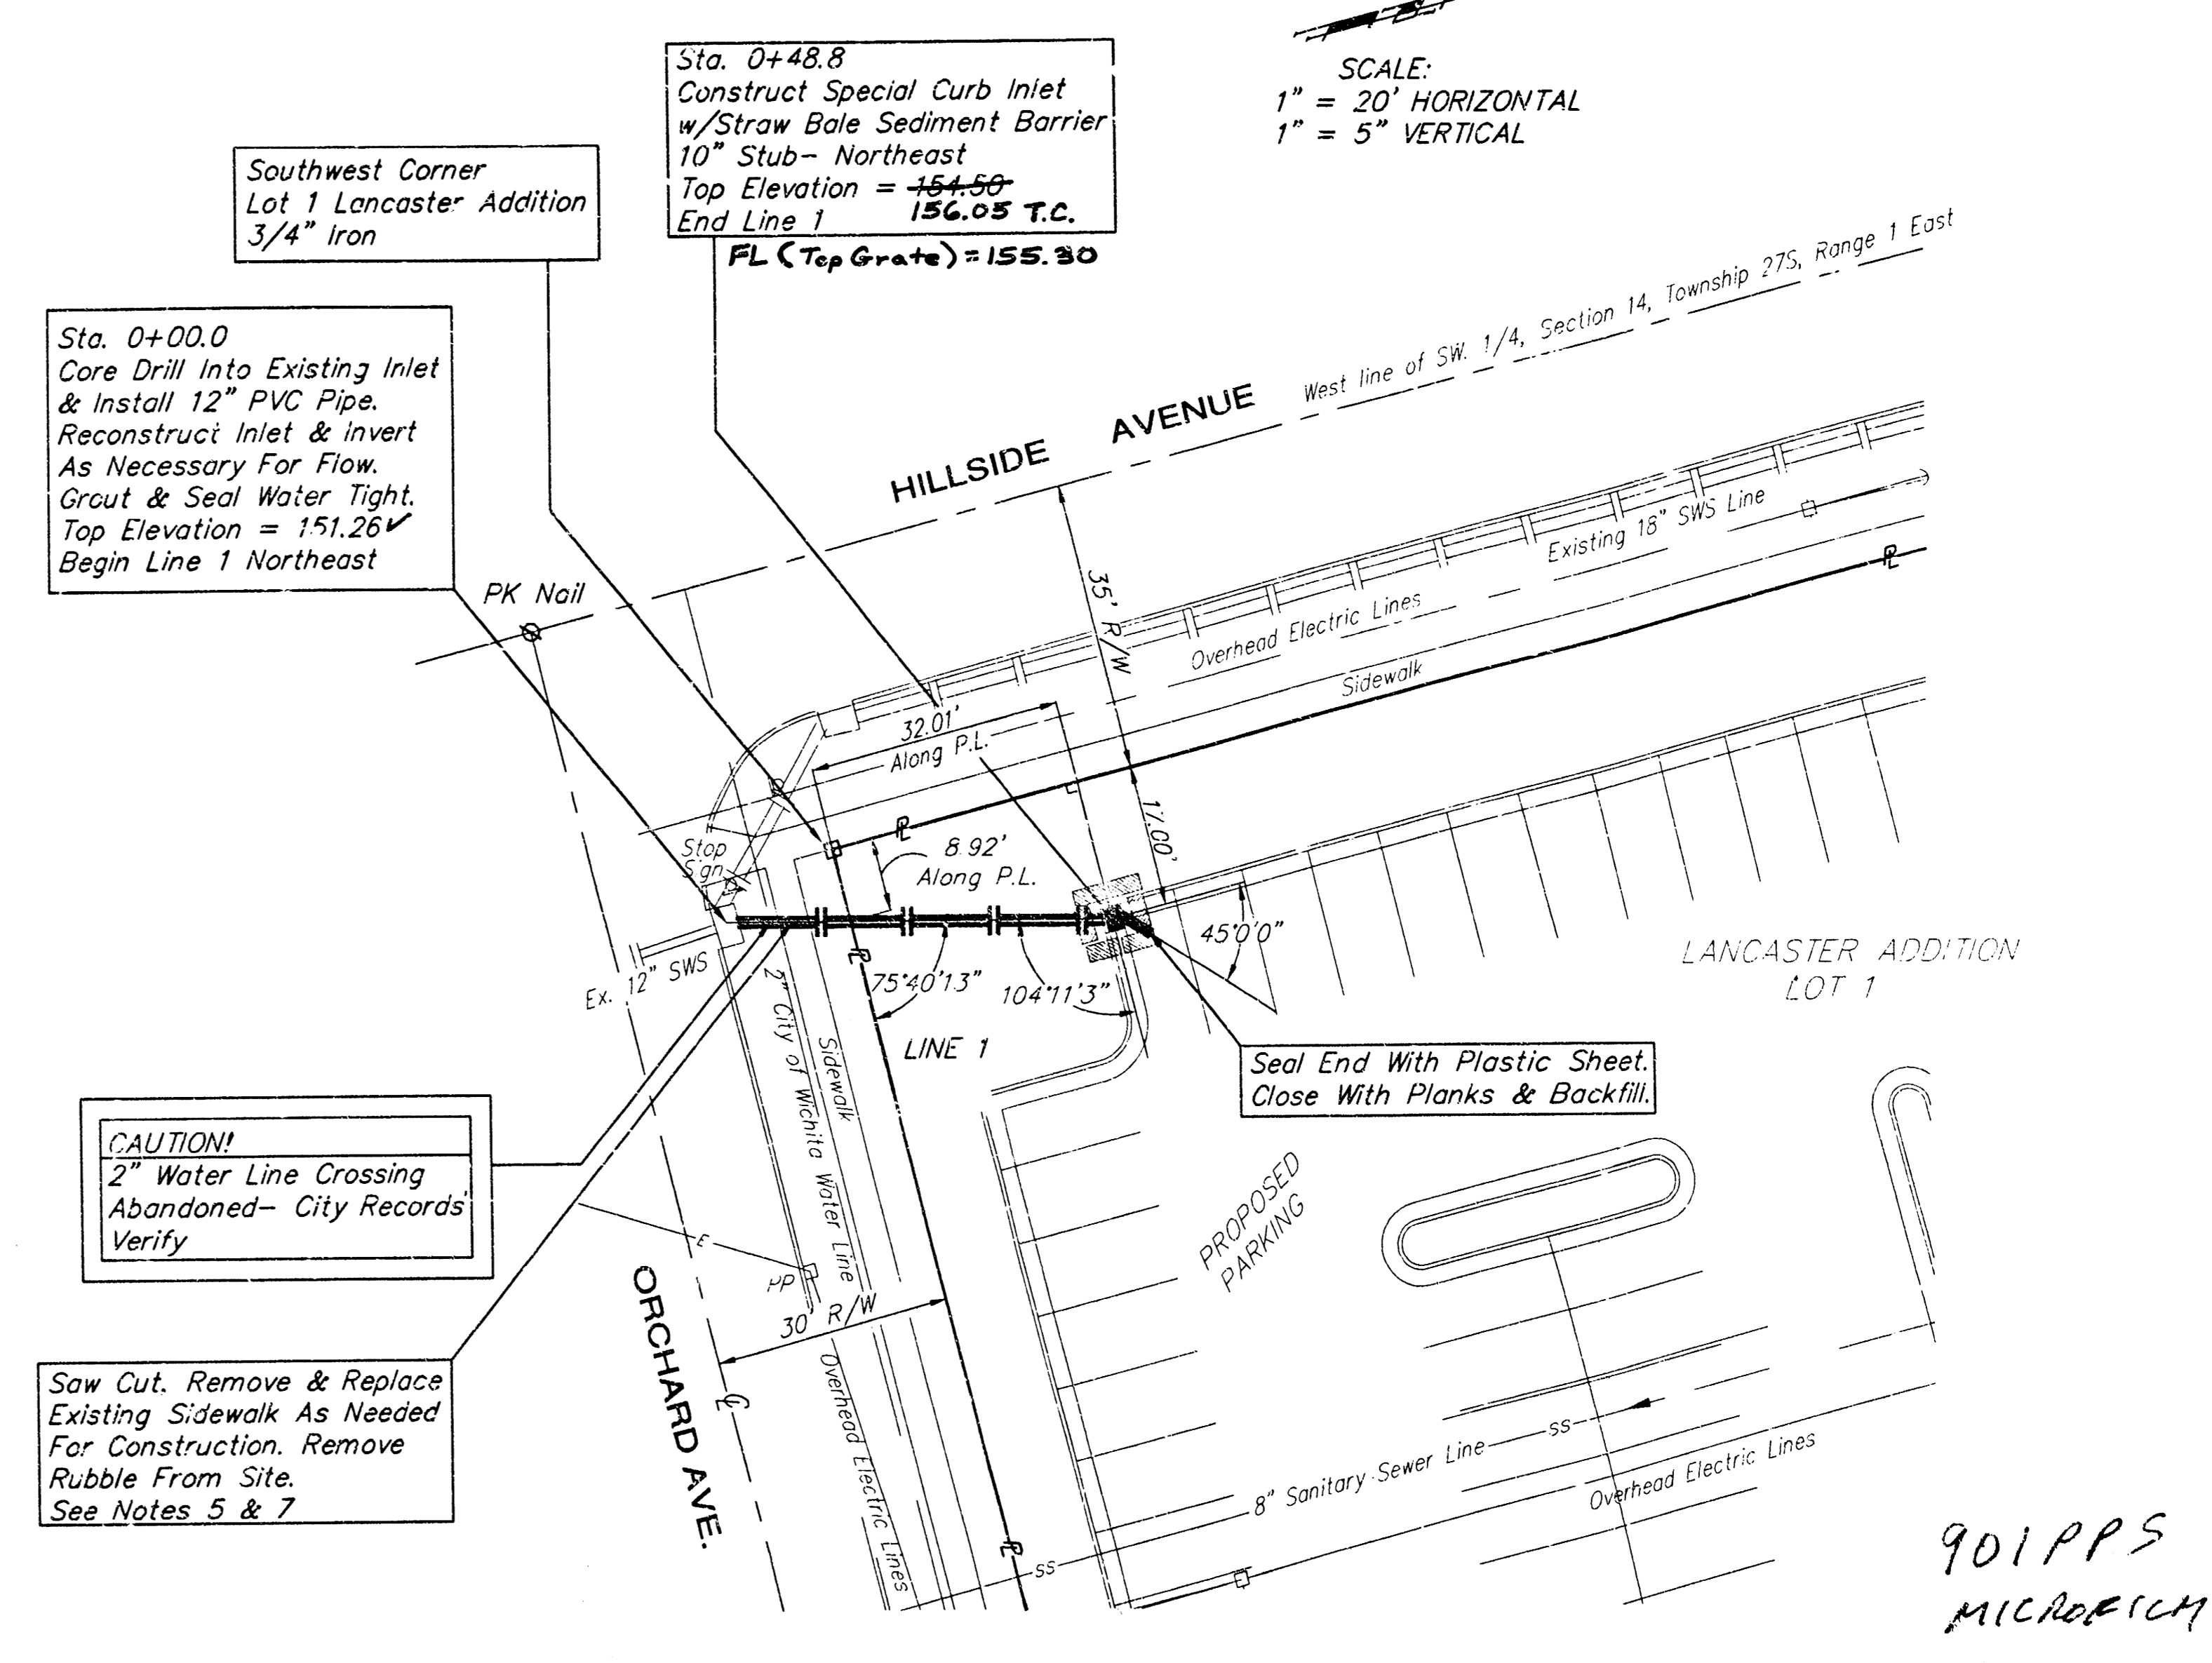 Sta. 0+48.8
Construct Special Curb Inlet
w/Straw Bale Sediment Barrier
10" Stub- Northeast
Top Elevation = 154.50
156.05 T.C.
End Line 1
FL (Top Grate) = 155.30
SCALE:
1" = 20' HORIZONTAL
1" = 5" VERTICAL
Southwest Corner
Lot 1 Lancaster Addition
3/4" Iron
Sta. 0+00.0
Core Drill Into Existing Inlet
& Install 12" PVC Pipe.
Reconstruct Inlet & Invert
As Necessary For Flow.
Grout & Seal Water Tight.
Top Elevation = 151.26✓
Begin Line 1 Northeast
PK Nail
HILLSIDE AVENUE
West line of SW. 1/4, Section 14, Township 27S, Range 1 East
Existing 18" SWS Line
35' R/W
Overhead Electric Lines
Sidewalk
PL
32.01'
Along P.L.
PL
8.92'
Along P.L.
17.00'
Stop
Sign
Ex. 12" SWS
PL
75°40'13"
104°11'3"
45°0'0"
LINE 1
LANCASTER ADDITION
LOT 1
Seal End With Plastic Sheet.
Close With Planks & Backfill.
2" City of Wichita Water Line
Sidewalk
CAUTION!
2" Water Line Crossing
Abandoned- City Records
Verify
E
PP
30' R/W
ORCHARD AVE.
CL
Overhead Electric Lines
PROPOSED
PARKING
Saw Cut. Remove & Replace
Existing Sidewalk As Needed
For Construction. Remove
Rubble From Site.
See Notes 5 & 7
8" Sanitary Sewer Line
SS
Overhead Electric Lines
PL
SS
901PPS
MICROFICH